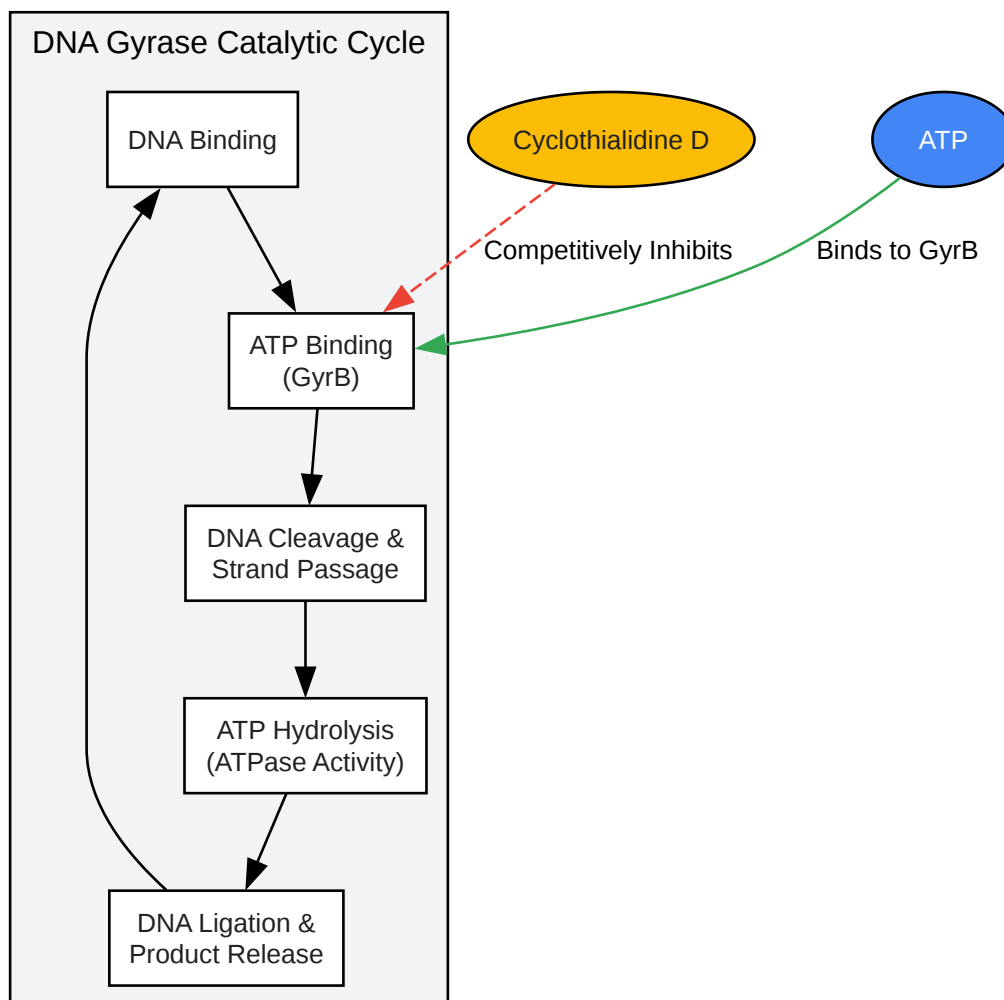 DNA Gyrase Catalytic Cycle
DNA Binding
Cyclothialidine D
ATP
Competitively Inhibits
Binds to GyrB
ATP Binding
(GyrB)
DNA Cleavage &
Strand Passage
ATP Hydrolysis
(ATPase Activity)
DNA Ligation &
Product Release